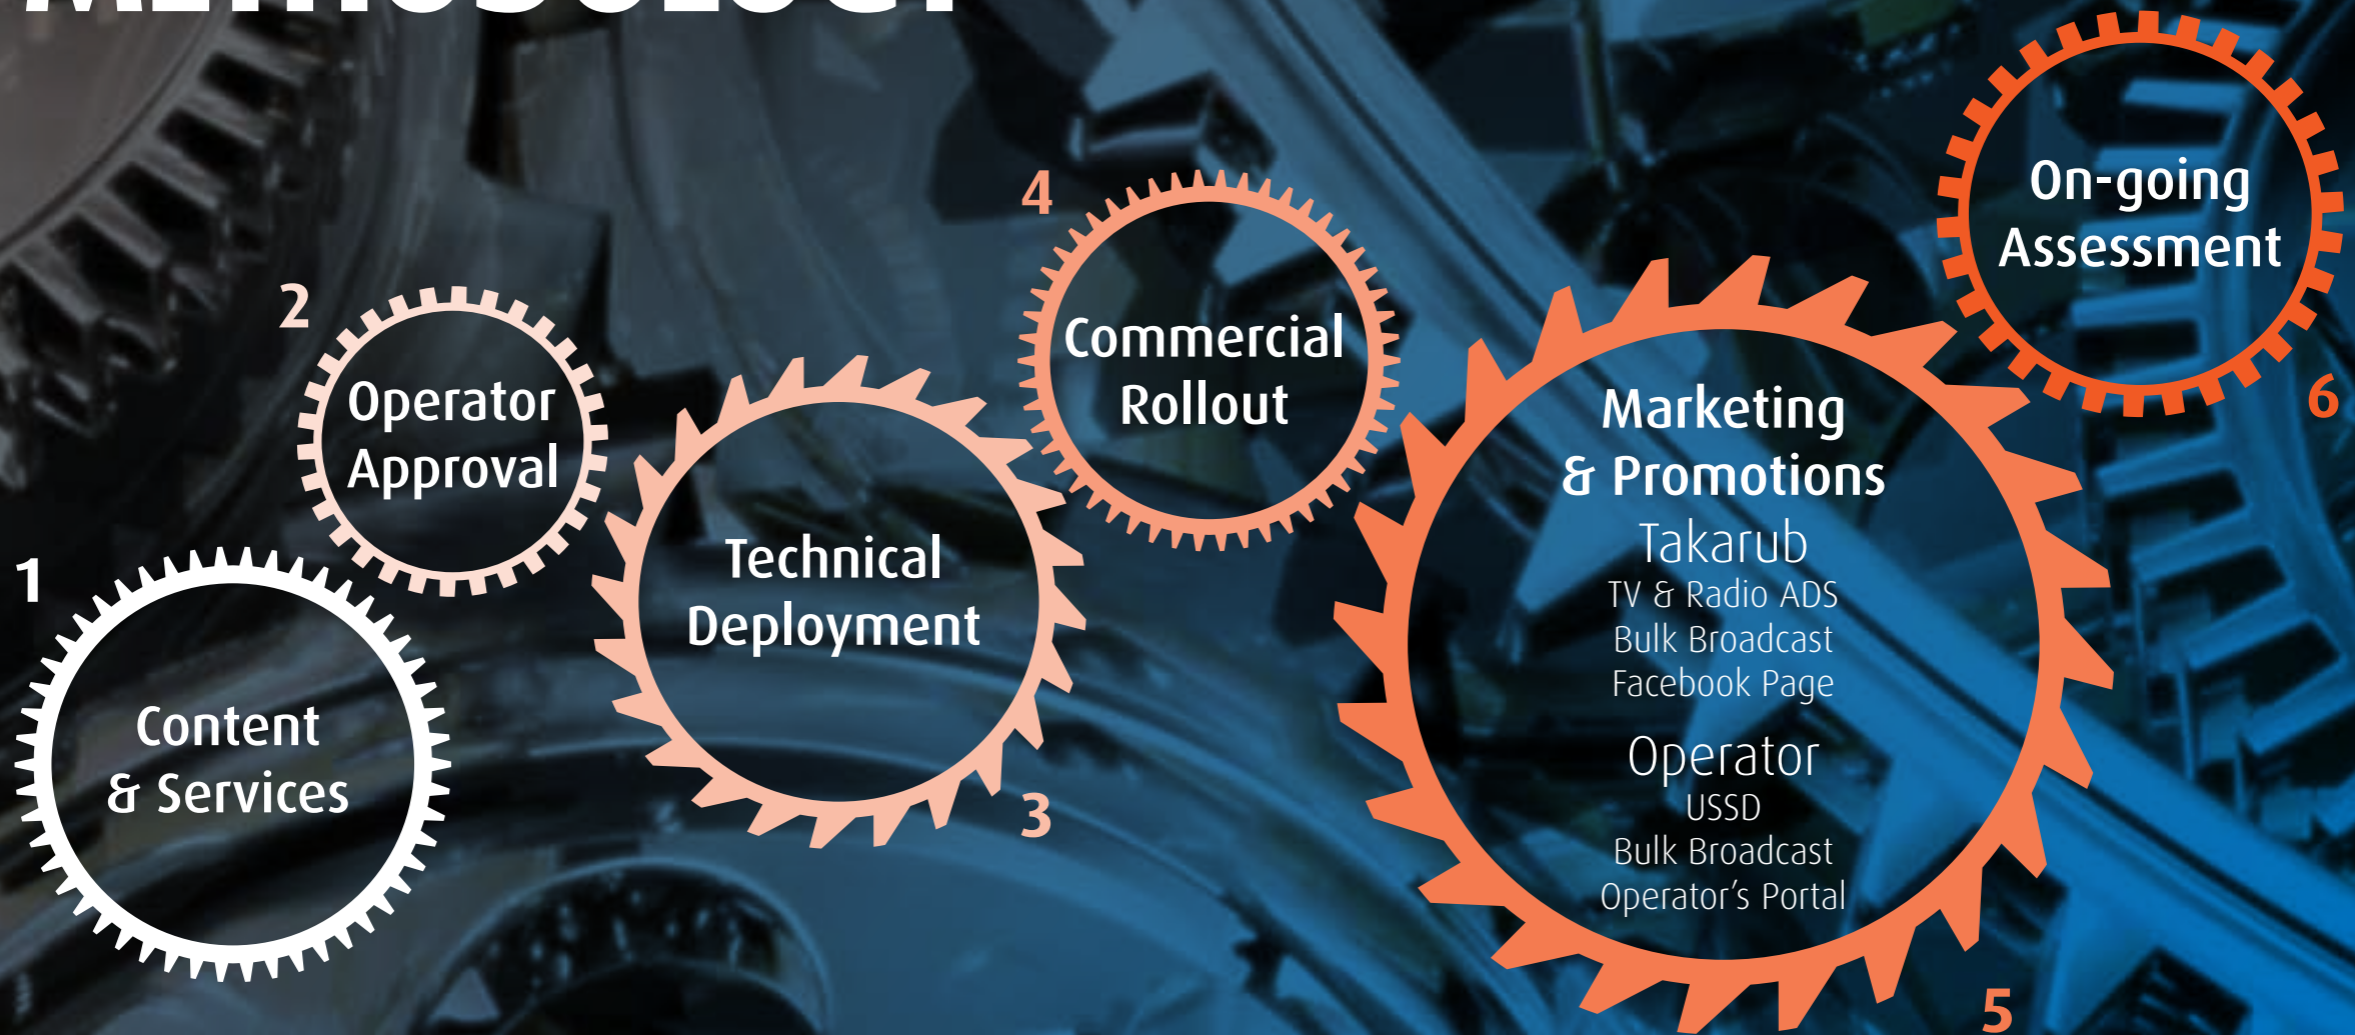 METHODOLOGY
1
Content
& Services
2
Operator
Approval
Technical
Deployment
3
4
Commercial
Rollout
Marketing
& Promotions
Takarub
TV & Radio ADS
Bulk Broadcast
Facebook Page
Operator
USSD
Bulk Broadcast
Operator's Portal
5
On-going
Assessment
6